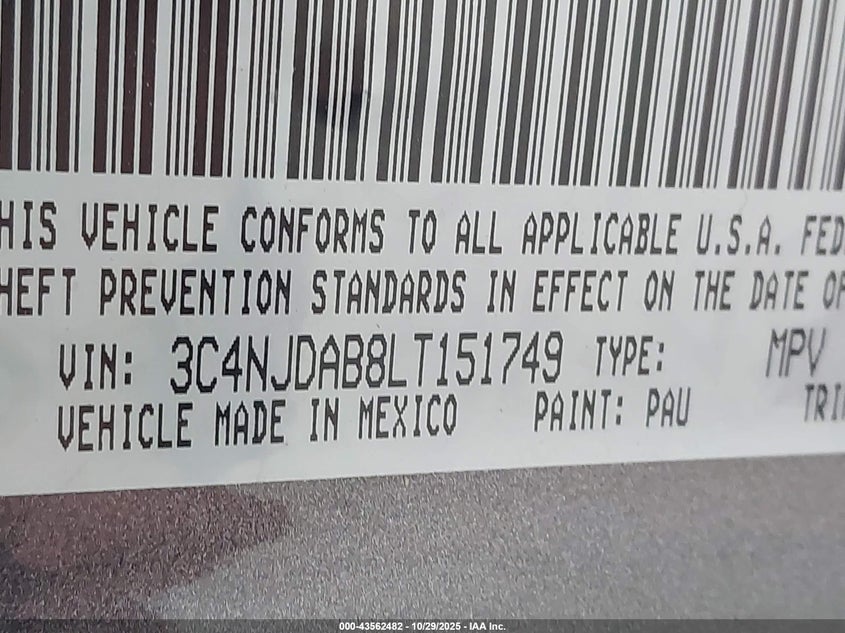 HIS VEHICLE CONFORMS TO ALL APPLICABLE U.S.A. FED
HEFT PREVENTION STANDARDS IN EFFECT ON THE DATE OF
VIN: 3C4NJDAB8LT151749 TYPE: MPV
VEHICLE MADE IN MEXICO PAINT: PAU TRI
000-43562482 - 10/29/2025 - IAA Inc.